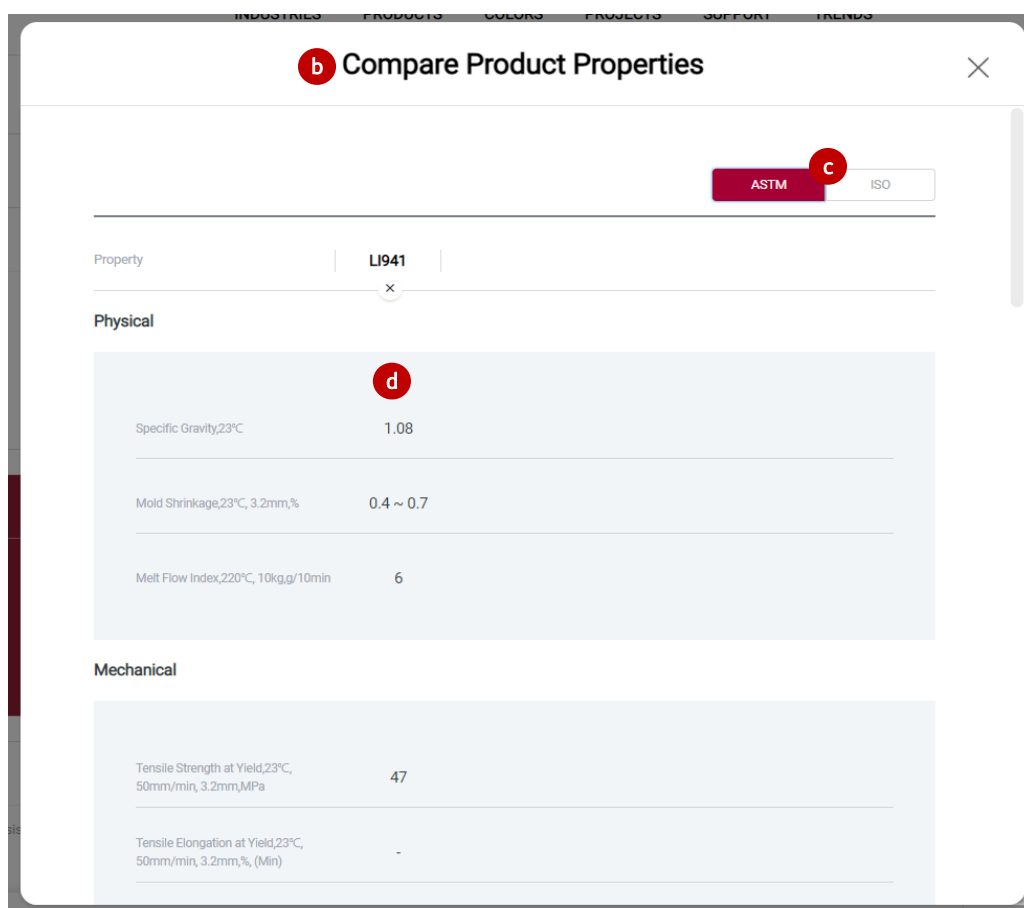 INDUSTRIES PRODUCTS COLORS PROJECTS SUPPORT TRENDS
b Compare Product Properties
c
ASTM ISO
Property LI941
×
Physical
d
Specific Gravity,23℃ 1.08
Mold Shrinkage,23℃, 3.2mm,% 0.4 ~ 0.7
Melt Flow Index,220℃, 10kg,g/10min 6
Mechanical
Tensile Strength at Yield,23℃,
50mm/min, 3.2mm,MPa 47
Tensile Elongation at Yield,23℃,
50mm/min, 3.2mm,%, (Min) -